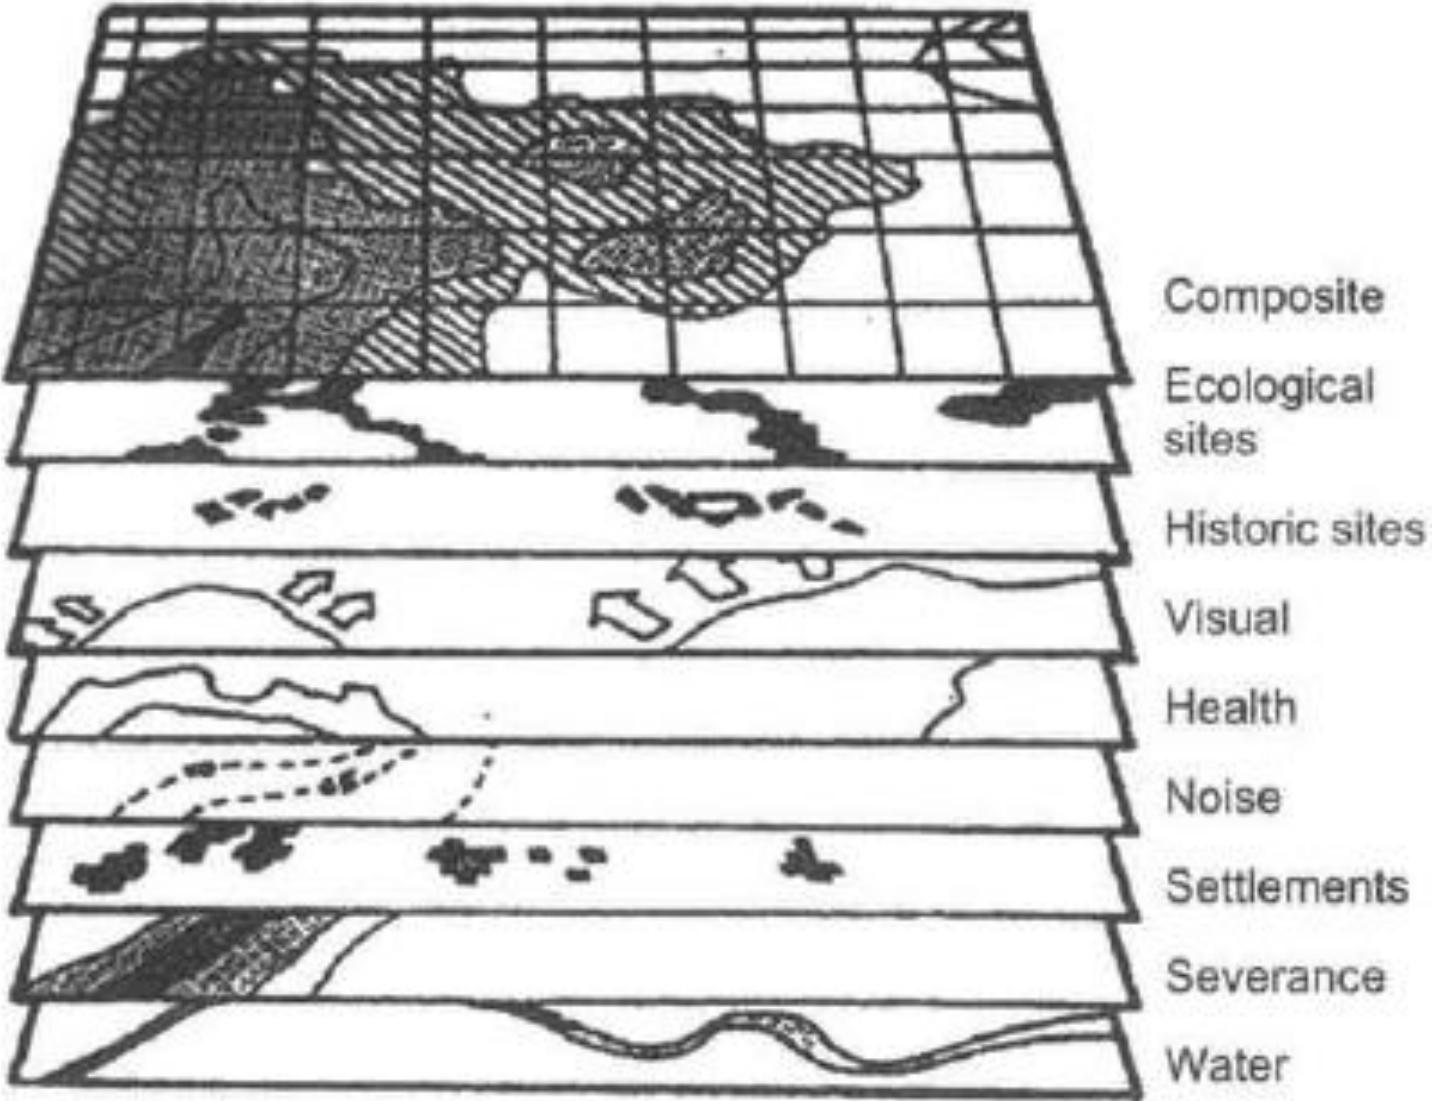 Composite
Ecological
sites
Historic sites
Visual
Health
Noise
Settlements
Severance
Water